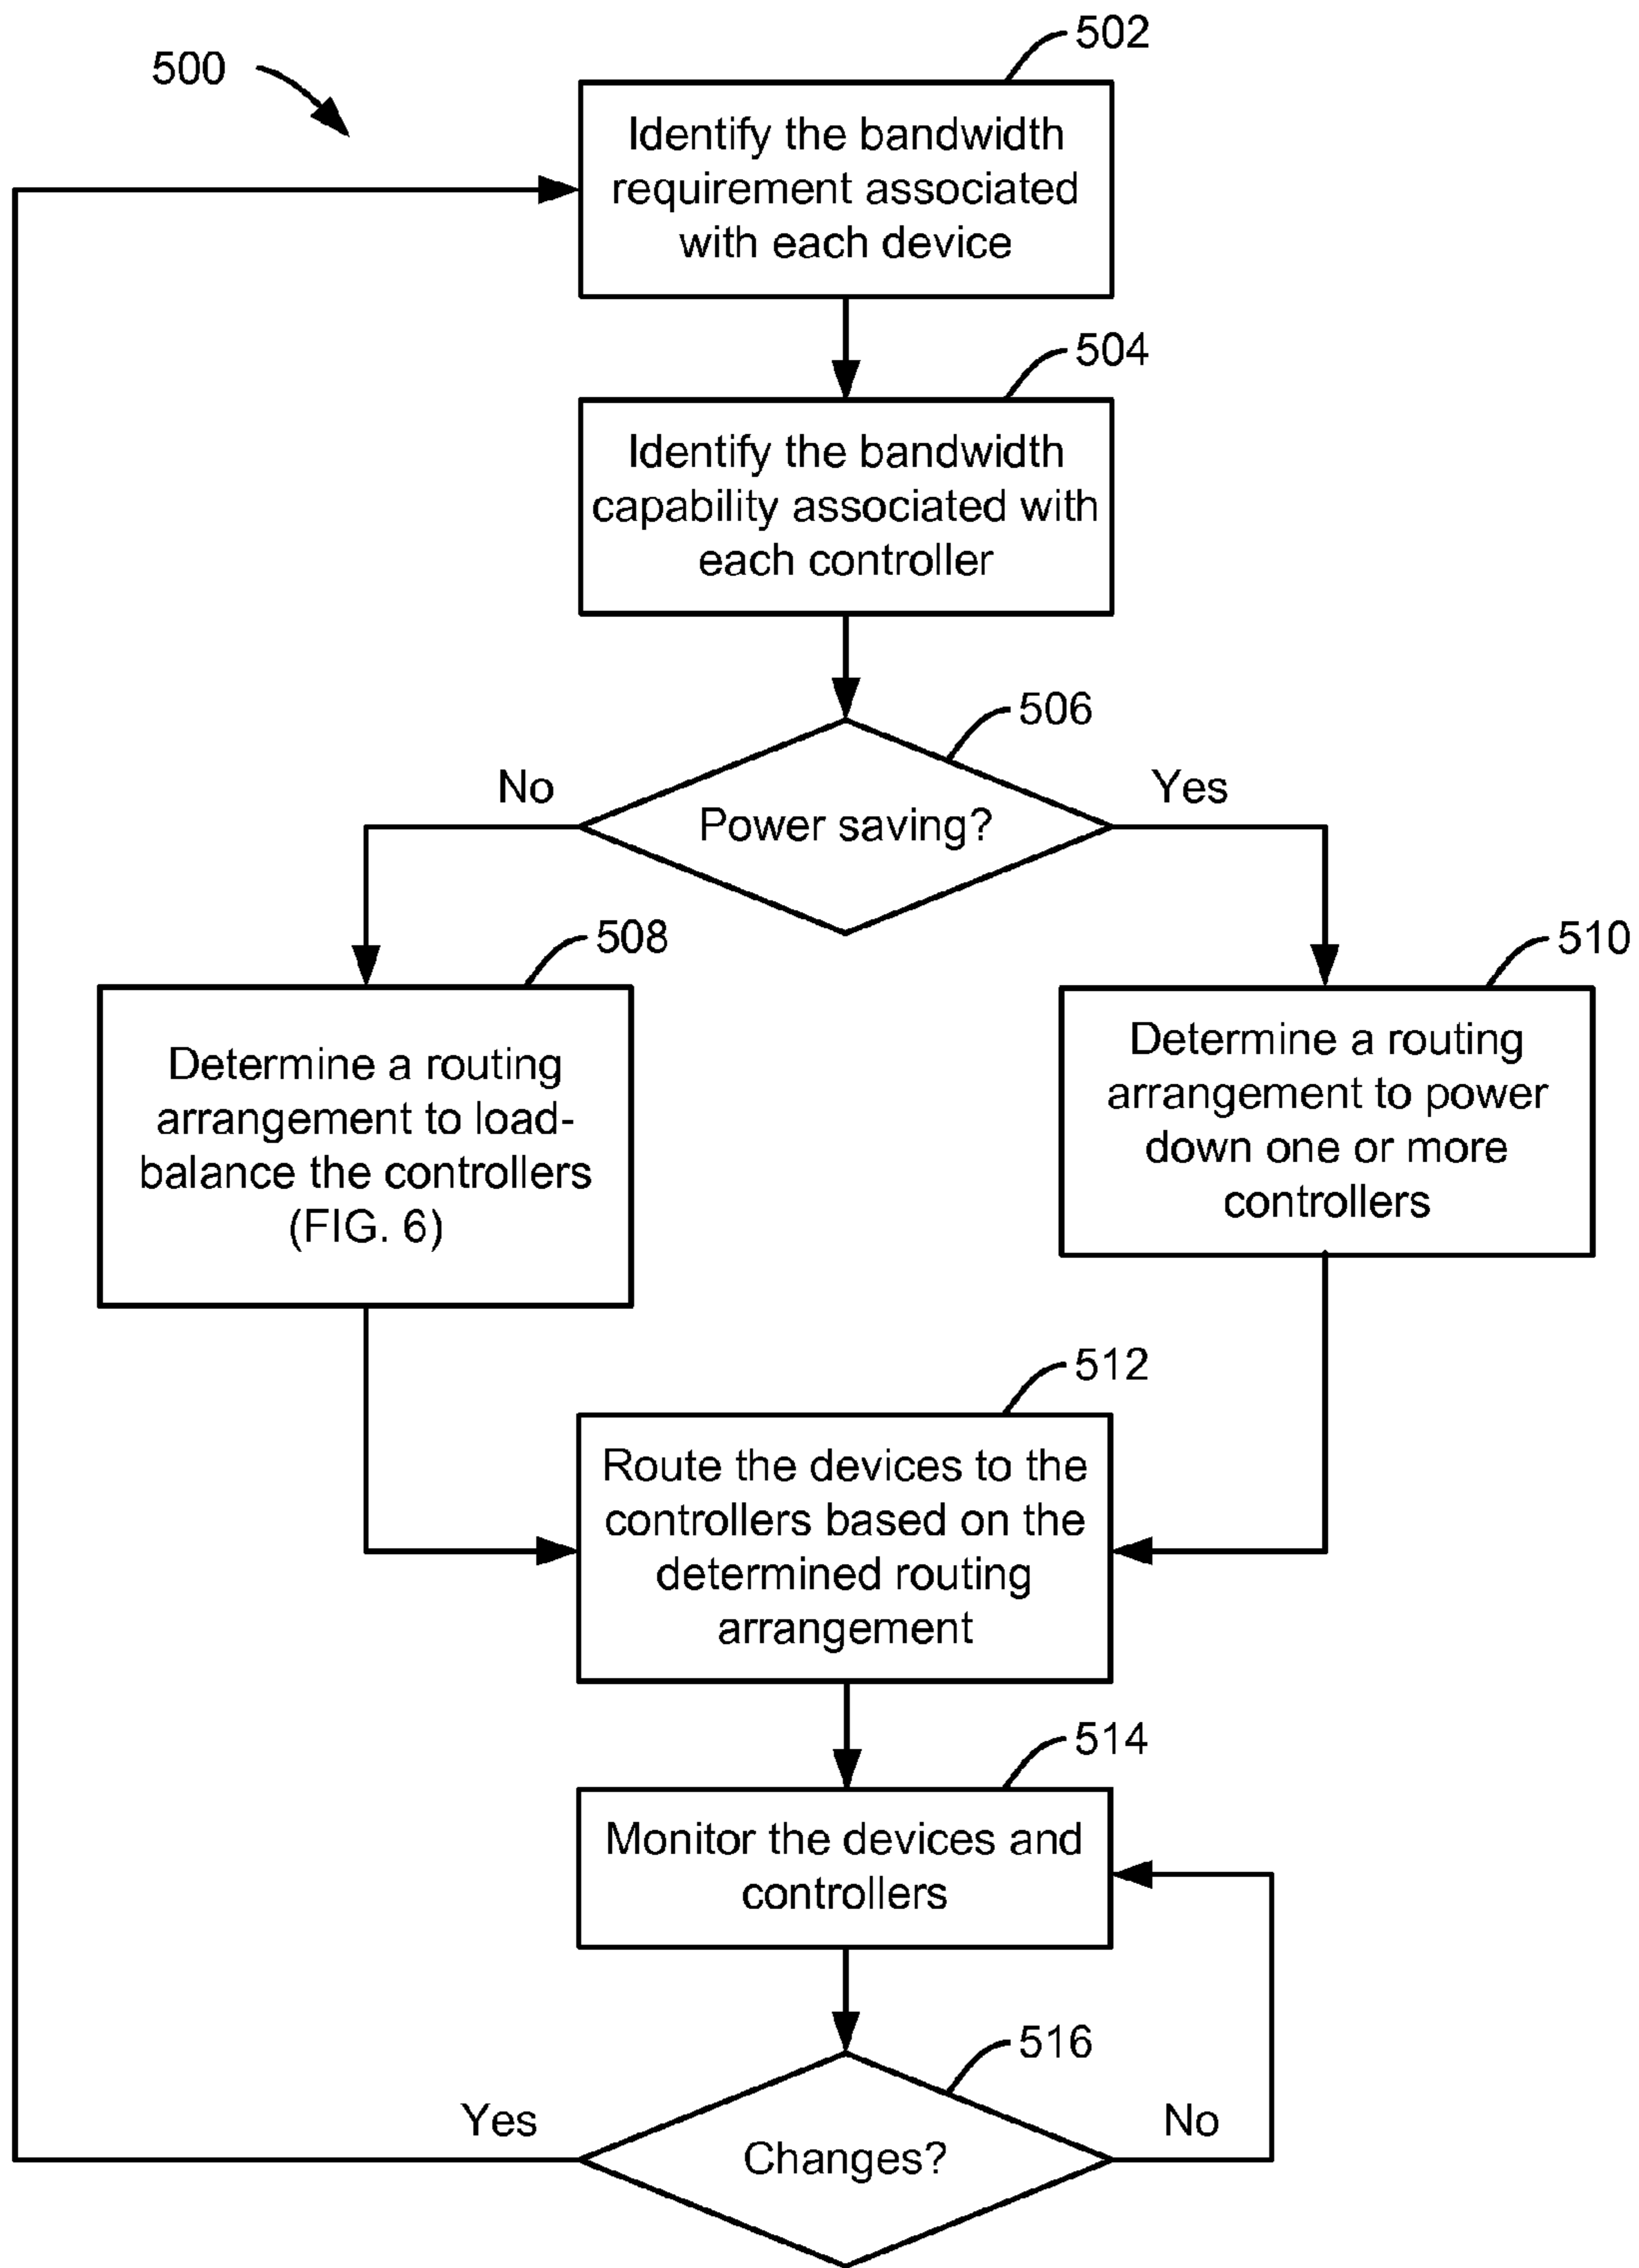 500
502
Identify the bandwidth
requirement associated
with each device
504
Identify the bandwidth
capability associated with
each controller
506
No
Yes
Power saving?
508
510
Determine a routing
arrangement to load-
balance the controllers
(FIG. 6)
Determine a routing
arrangement to power
down one or more
controllers
512
Route the devices to the
controllers based on the
determined routing
arrangement
514
Monitor the devices and
controllers
516
Yes
No
Changes?